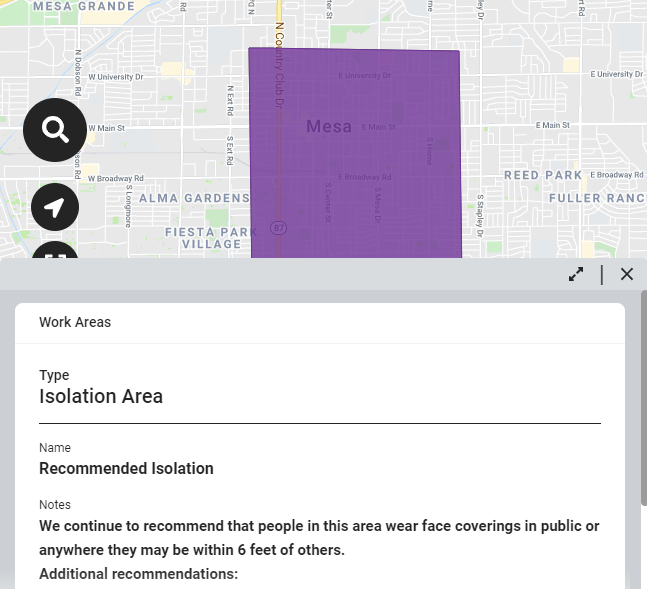 MESA GRANDE
N Dobson Rd
N Country Club Dr
W University Dr
E University Dr
E University Dr
N Ext Rd
W Main St
Mesa
E Main St
E Main St
S Ext Rd
S Horne
W Broadway Rd
E Broadway Rd
REED PARK
E Broadway Rd
S Longmore
ALMA GARDENS
S Center St
S Mesa Dr
S Stapley Dr
FULLER RANC
FIESTA PARK
VILLAGE
87
Work Areas
Type
Isolation Area
Name
Recommended Isolation
Notes
We continue to recommend that people in this area wear face coverings in public or
anywhere they may be within 6 feet of others.
Additional recommendations: